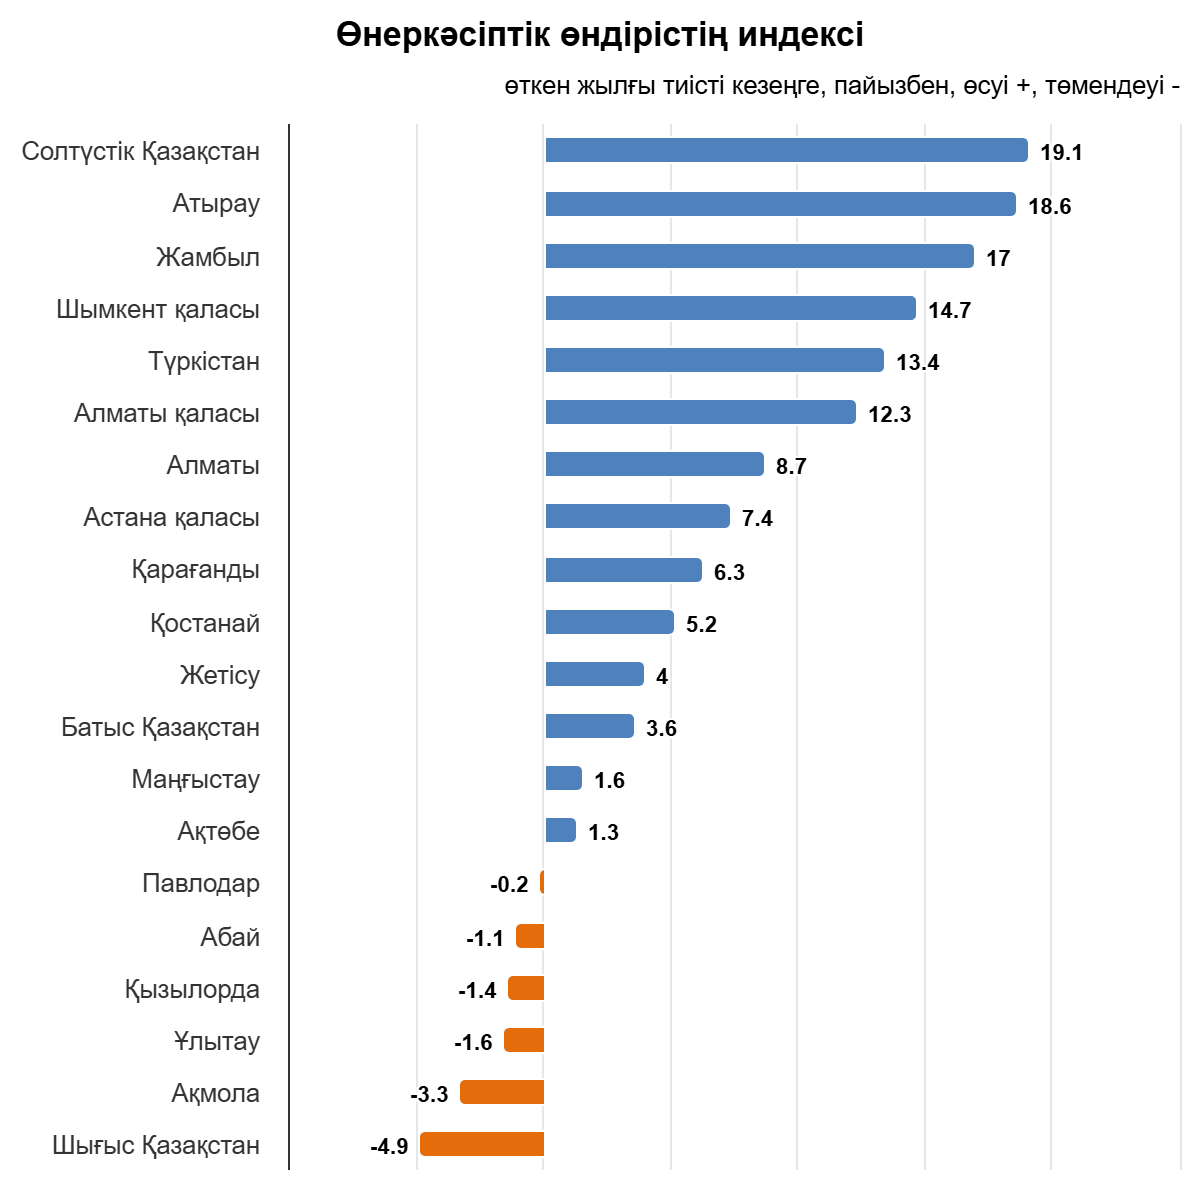 Өнеркәсіптік өндірістің индексі
өткен жылғы тиісті кезеңге, пайызбен, өсуі +, төмендеуі -
Солтүстік Қазақстан 19.1
Атырау 18.6
Жамбыл 17
Шымкент қаласы 14.7
Түркістан 13.4
Алматы қаласы 12.3
Алматы 8.7
Астана қаласы 7.4
Қарағанды 6.3
Қостанай 5.2
Жетісу 4
Батыс Қазақстан 3.6
Маңғыстау 1.6
Ақтөбе 1.3
Павлодар -0.2
Абай -1.1
Қызылорда -1.4
Ұлытау -1.6
Ақмола -3.3
Шығыс Қазақстан -4.9